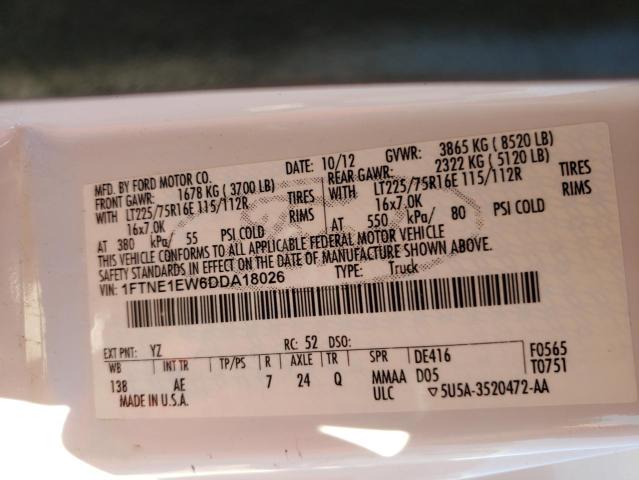 MFD. BY FORD MOTOR CO. DATE: 10/12 GVWR: 3865 KG ( 8520 LB)
FRONT GAWR: 1678 KG ( 3700 LB) REAR GAWR: 2322 KG ( 5120 LB)
WITH LT225/75R16E 115/112R TIRES WITH LT225/75R16E 115/112R TIRES
16x7.0K RIMS 16x7.0K RIMS
AT 380 kPa/ 55 PSI COLD AT 550 kPa/ 80 PSI COLD
THIS VEHICLE CONFORMS TO ALL APPLICABLE FEDERAL MOTOR VEHICLE
SAFETY STANDARDS IN EFFECT ON THE DATE OF MANUFACTURE SHOWN ABOVE.
VIN: 1FTNE1EW6DDA18026 TYPE: Truck
EXT PNT: YZ RC: 52 DSO:
WB INT TR TP/PS R AXLE TR SPR DE416 F0565
138 AE 7 24 Q MMAA D05 T0751
MADE IN U.S.A. ULC ▽5U5A-3520472-AA